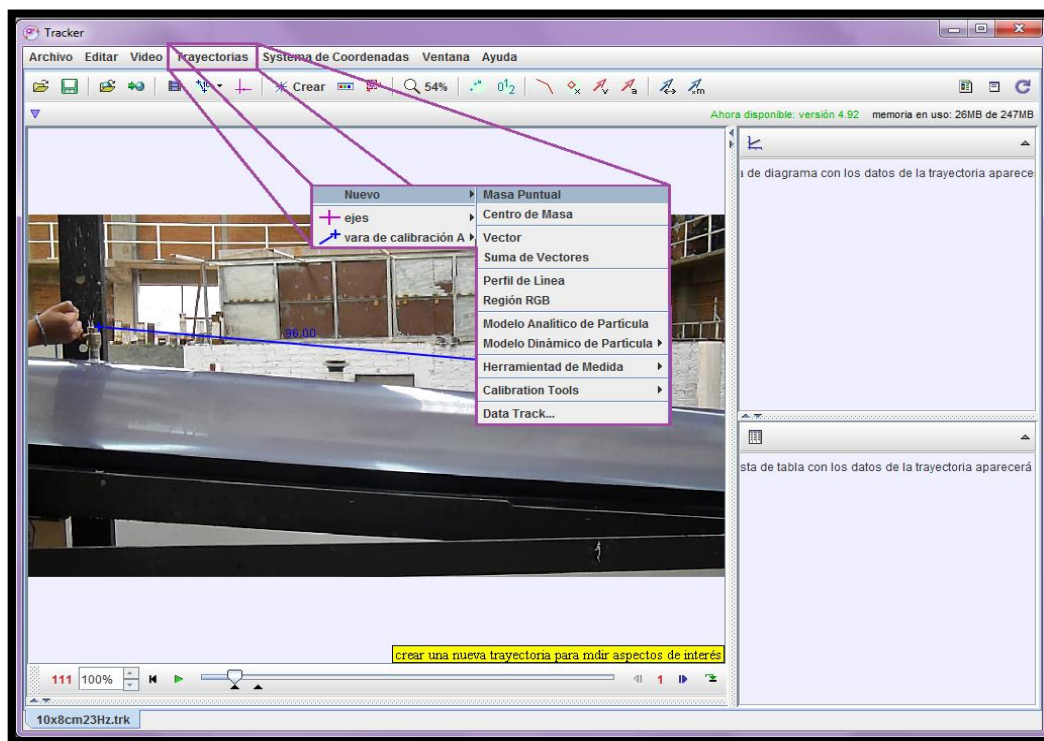 Tracker
Archivo Editar Video Trayectorias Systema de Coordenadas Ventana Ayuda
Crear 54%
Ahora disponible: versión 4.92 memoria en uso: 26MB de 247MB
a de diagrama con los datos de la trayectoria aparece
Nuevo
ejes
vara de calibración A
Masa Puntual
Centro de Masa
Vector
Suma de Vectores
Perfil de Línea
Región RGB
Modelo Analítico de Partícula
Modelo Dinámico de Partícula
Herramientad de Medida
Calibration Tools
Data Track...
96.00
sta de tabla con los datos de la trayectoria aparecerá
crear una nueva trayectoria para mdir aspectos de interés
111 100% 1
10x8cm23Hz.trk